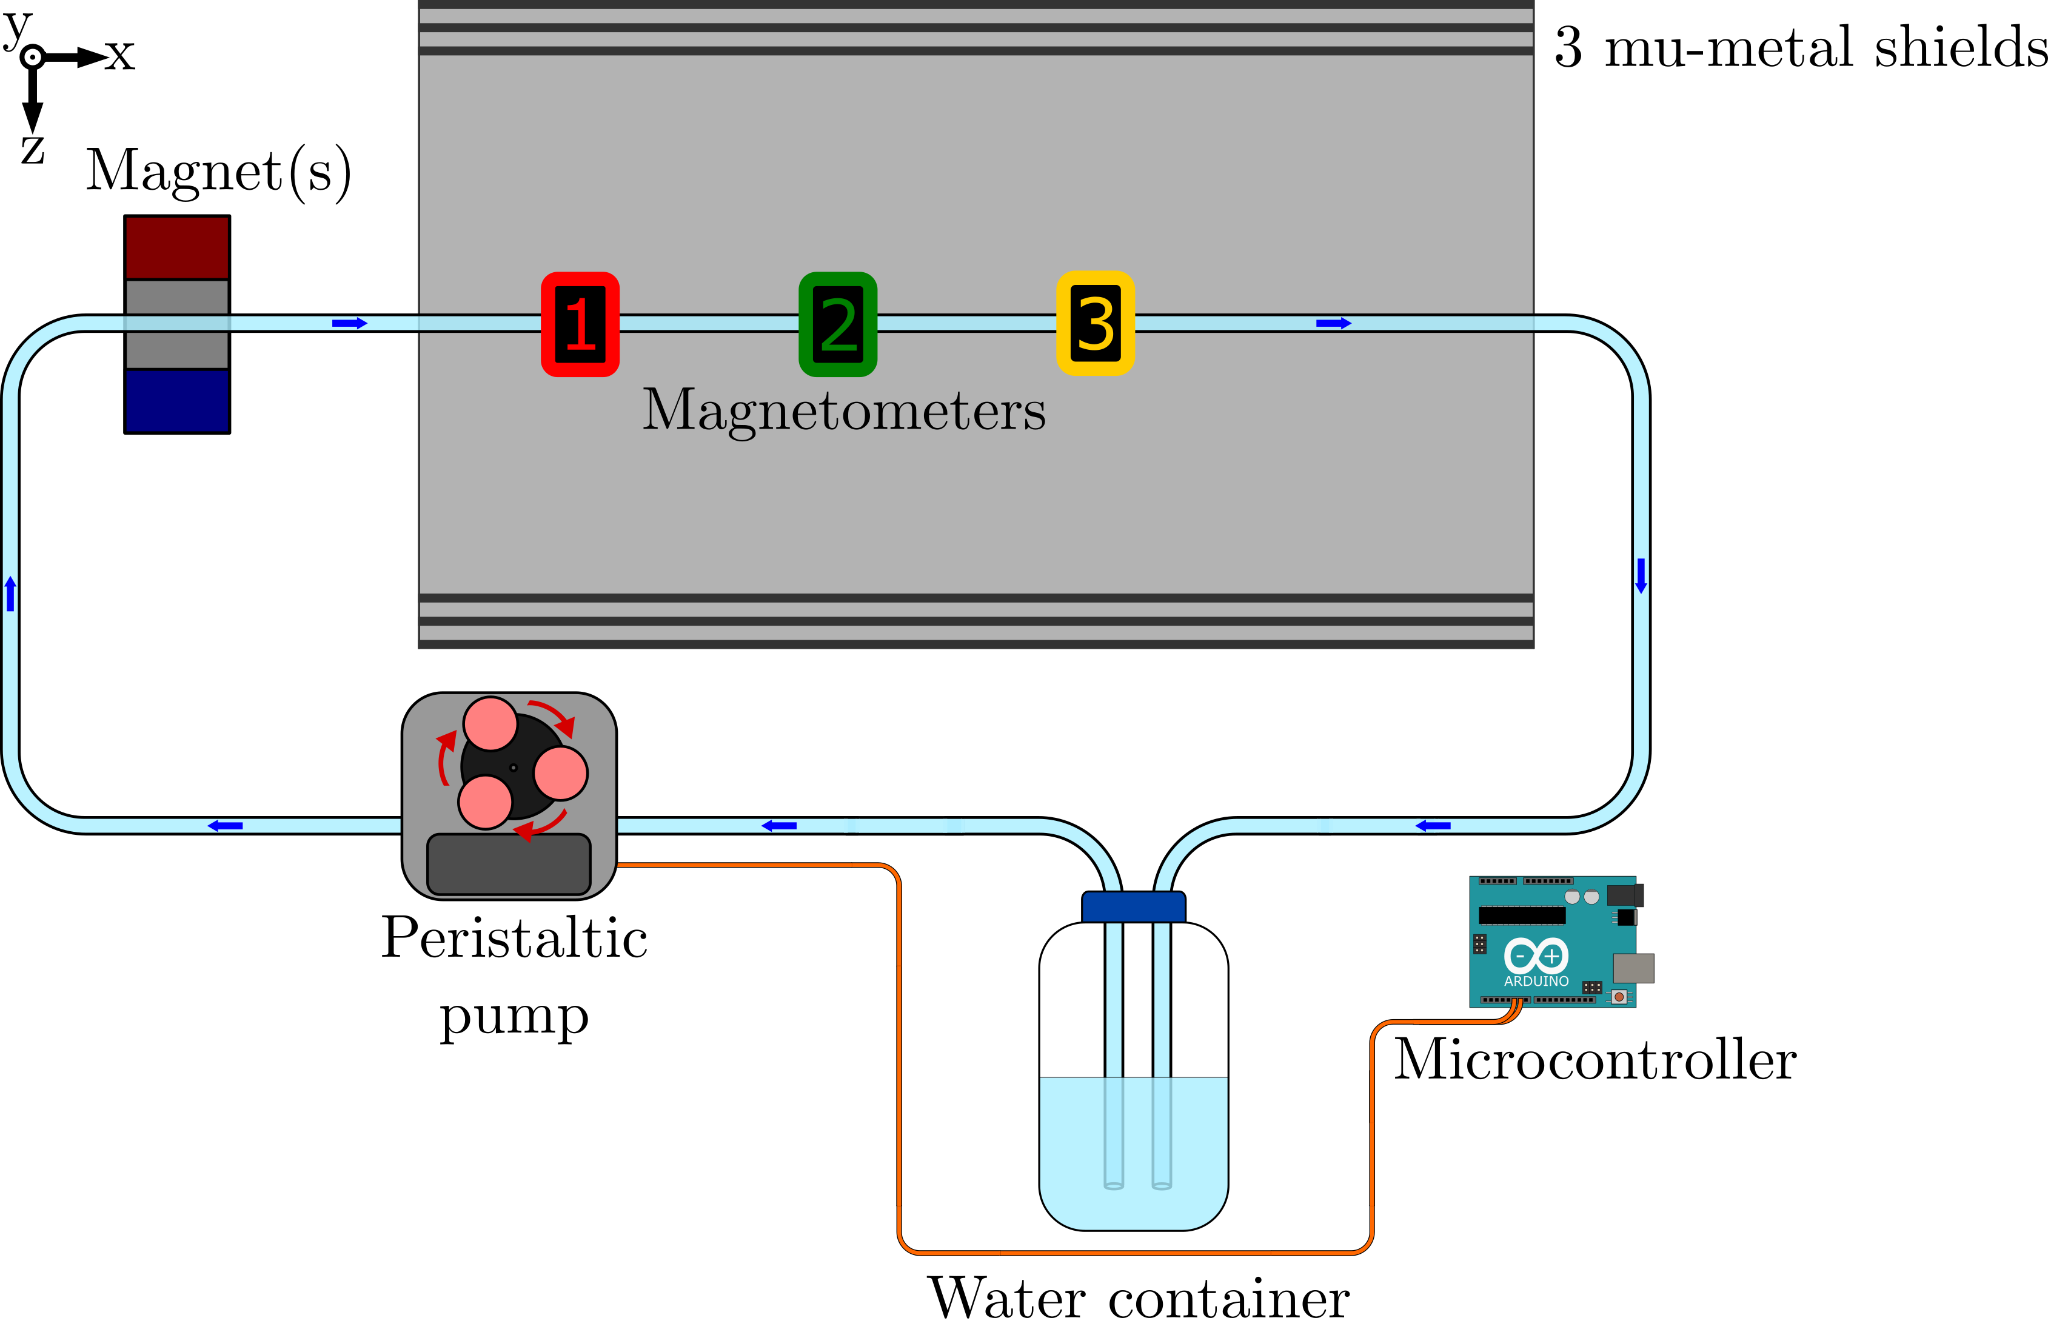 y
x
z
3 mu-metal shields
Magnet(s)
1
2
3
Magnetometers
Peristaltic
pump
- +
ARDUINO
Microcontroller
Water container